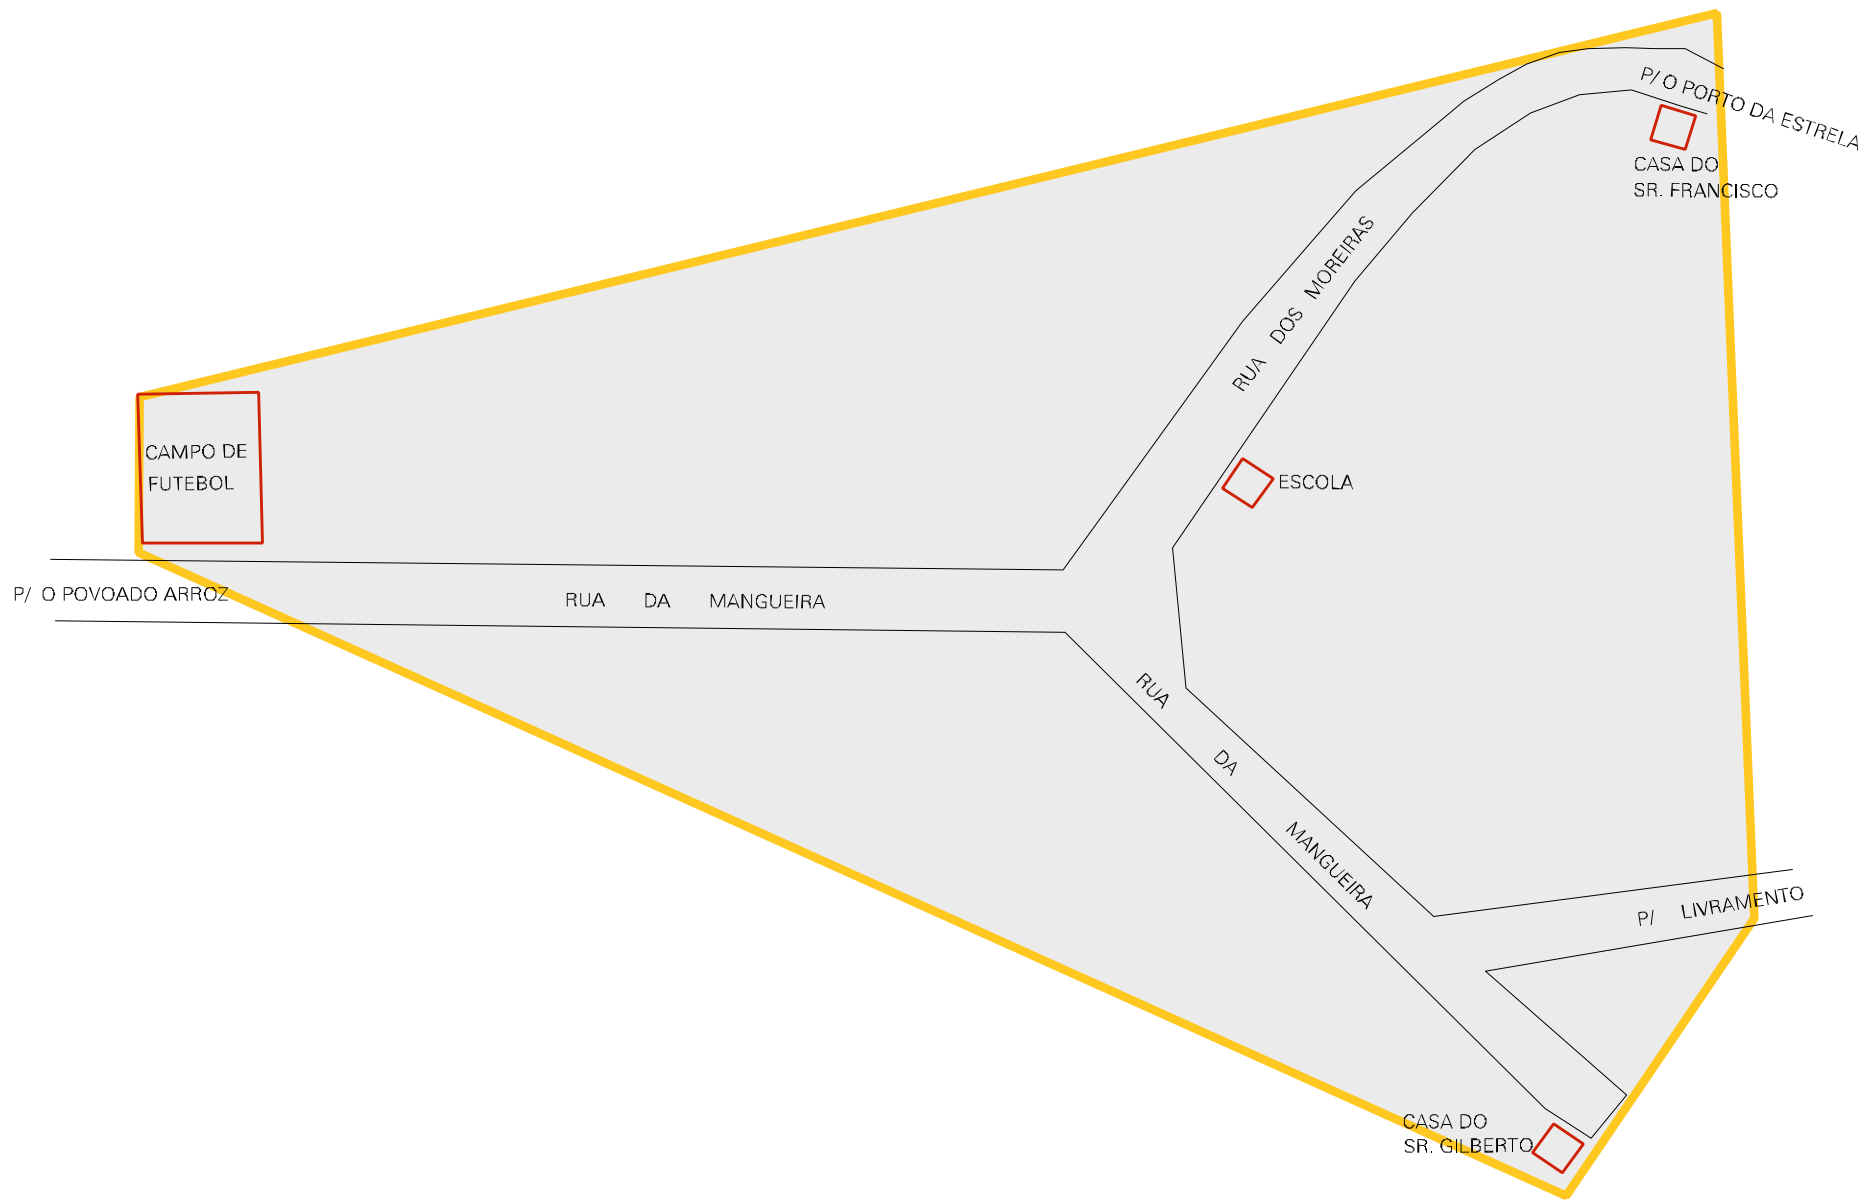 P/ O PORTO DA ESTRELA
CASA DO
SR. FRANCISCO
RUA DOS MOREIRAS
CAMPO DE
FUTEBOL
ESCOLA
P/ O POVOADO ARROZ
RUA DA MANGUEIRA
RUA DA MANGUEIRA
P/ LIVRAMENTO
CASA DO
SR. GILBERTO